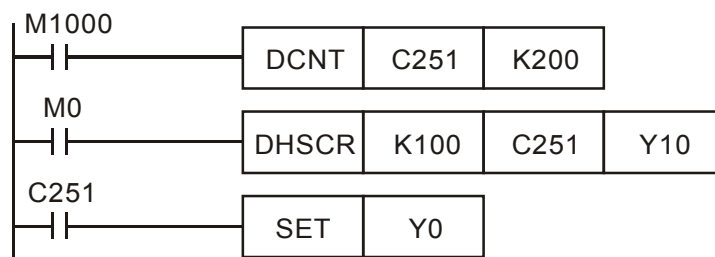 M1000
DCNT C251 K200
M0
DHSCR K100 C251 Y10
C251
SET Y0